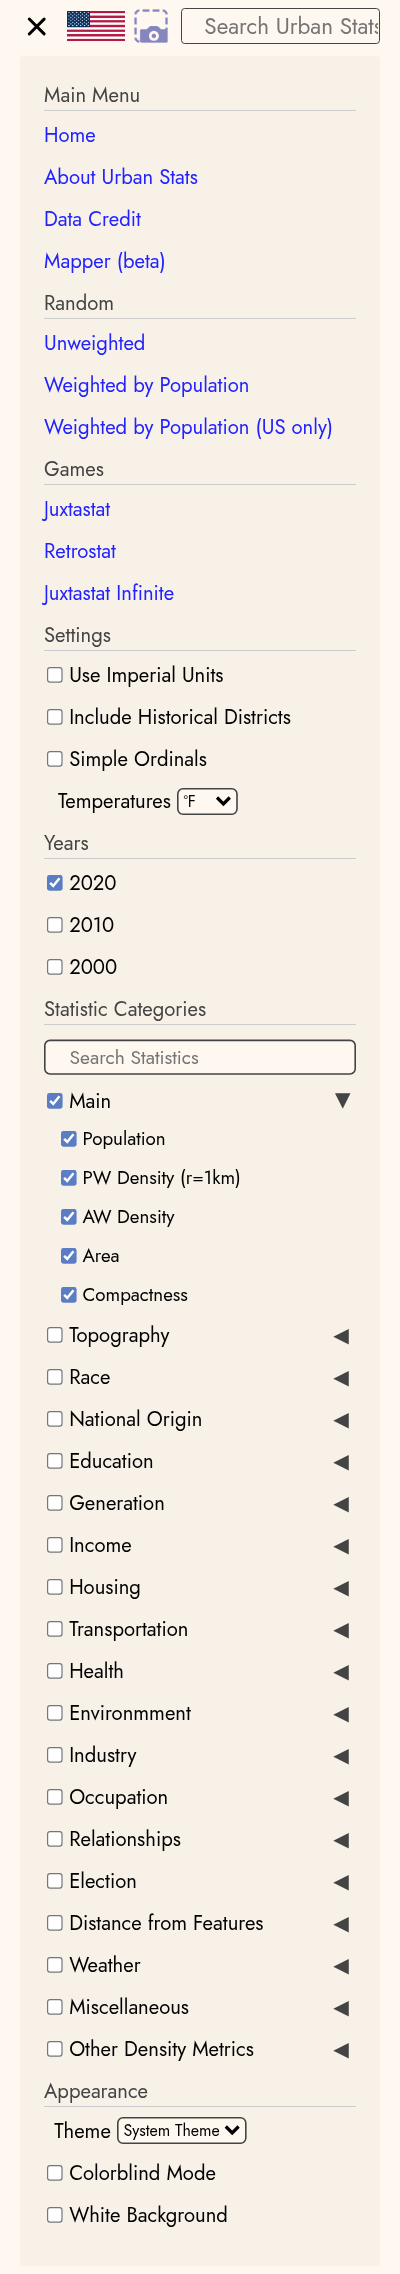 Search Urban Stats
Main Menu
Home
About Urban Stats
Data Credit
Mapper (beta)
Random
Unweighted
Weighted by Population
Weighted by Population (US only)
Games
Juxtastat
Retrostat
Juxtastat Infinite
Settings
Use Imperial Units
Include Historical Districts
Simple Ordinals
Temperatures °F
Years
2020
2010
2000
Statistic Categories
Search Statistics
Main
Population
PW Density (r=1km)
AW Density
Area
Compactness
Topography
Race
National Origin
Education
Generation
Income
Housing
Transportation
Health
Environmment
Industry
Occupation
Relationships
Election
Distance from Features
Weather
Miscellaneous
Other Density Metrics
Appearance
Theme System Theme
Colorblind Mode
White Background